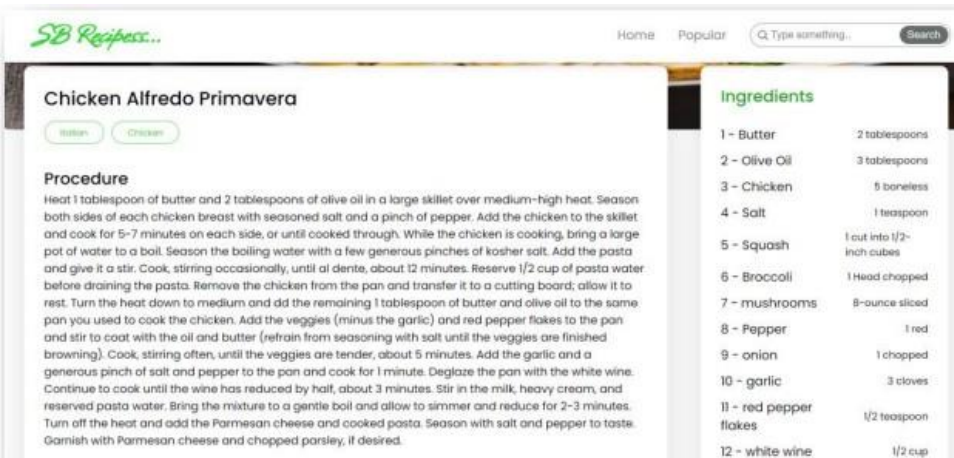 SB Recipess...
Home Popular Type something.. Search
Chicken Alfredo Primavera
Italian Chicken
Procedure
Heat 1 tablespoon of butter and 2 tablespoons of olive oil in a large skillet over medium-high heat. Season
both sides of each chicken breast with seasoned salt and a pinch of pepper. Add the chicken to the skillet
and cook for 5-7 minutes on each side, or until cooked through. While the chicken is cooking, bring a large
pot of water to a boil. Season the boiling water with a few generous pinches of kosher salt. Add the pasta
and give it a stir. Cook, stirring occasionally, until al dente, about 12 minutes. Reserve 1/2 cup of pasta water
before draining the pasta. Remove the chicken from the pan and transfer it to a cutting board; allow it to
rest. Turn the heat down to medium and dd the remaining 1 tablespoon of butter and olive oil to the same
pan you used to cook the chicken. Add the veggies (minus the garlic) and red pepper flakes to the pan
and stir to coat with the oil and butter (refrain from seasoning with salt until the veggies are finished
browning). Cook, stirring often, until the veggies are tender, about 5 minutes. Add the garlic and a
generous pinch of salt and pepper to the pan and cook for 1 minute. Deglaze the pan with the white wine.
Continue to cook until the wine has reduced by half, about 3 minutes. Stir in the milk, heavy cream, and
reserved pasta water. Bring the mixture to a gentle boil and allow to simmer and reduce for 2-3 minutes.
Turn off the heat and add the Parmesan cheese and cooked pasta. Season with salt and pepper to taste.
Garnish with Parmesan cheese and chopped parsley, if desired.
Ingredients
1 - Butter 2 tablespoons
2 - Olive Oil 3 tablespoons
3 - Chicken 5 boneless
4 - Salt 1 teaspoon
5 - Squash 1 cut into 1/2-
inch cubes
6 - Broccoli 1 Head chopped
7 - mushrooms 8-ounce sliced
8 - Pepper 1 red
9 - onion 1 chopped
10 - garlic 3 cloves
11 - red pepper
flakes 1/2 teaspoon
12 - white wine 1/2 cup